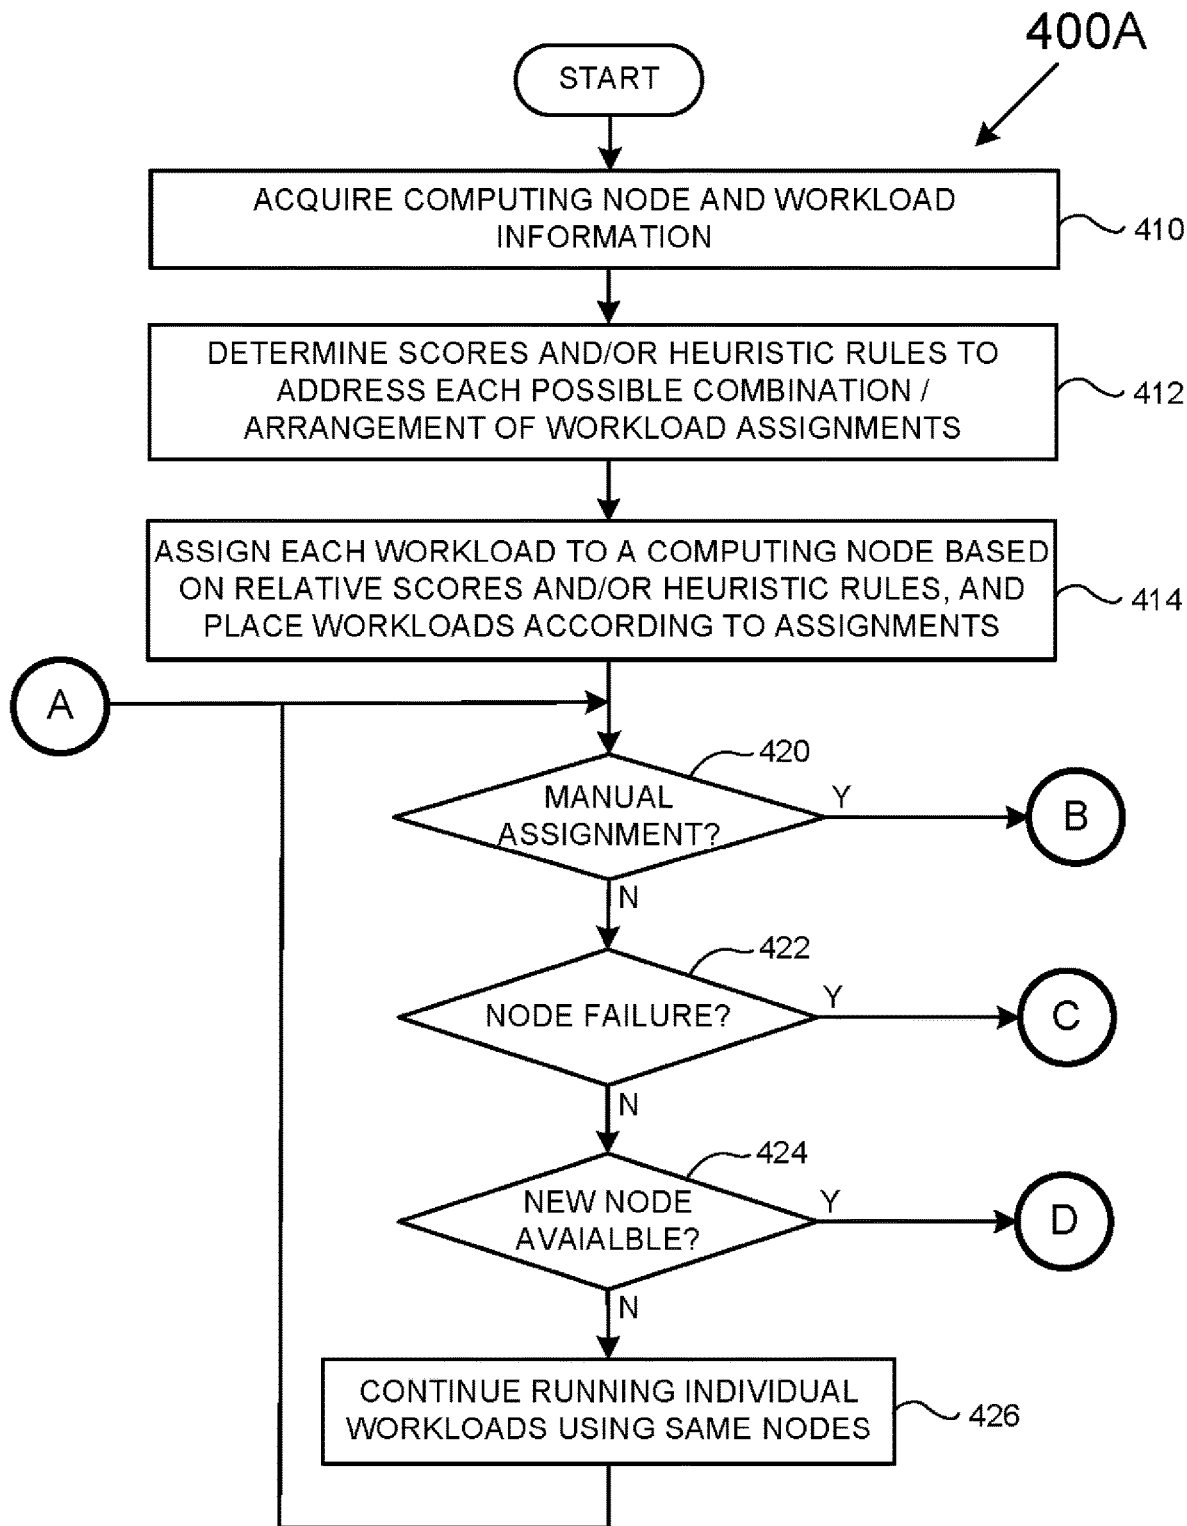 400A
START
ACQUIRE COMPUTING NODE AND WORKLOAD
INFORMATION
410
DETERMINE SCORES AND/OR HEURISTIC RULES TO
ADDRESS EACH POSSIBLE COMBINATION /
ARRANGEMENT OF WORKLOAD ASSIGNMENTS
412
ASSIGN EACH WORKLOAD TO A COMPUTING NODE BASED
ON RELATIVE SCORES AND/OR HEURISTIC RULES, AND
PLACE WORKLOADS ACCORDING TO ASSIGNMENTS
414
A
420
MANUAL
ASSIGNMENT?
Y
B
N
422
NODE FAILURE?
Y
C
N
424
NEW NODE
AVAIALBLE?
Y
D
N
CONTINUE RUNNING INDIVIDUAL
WORKLOADS USING SAME NODES
426